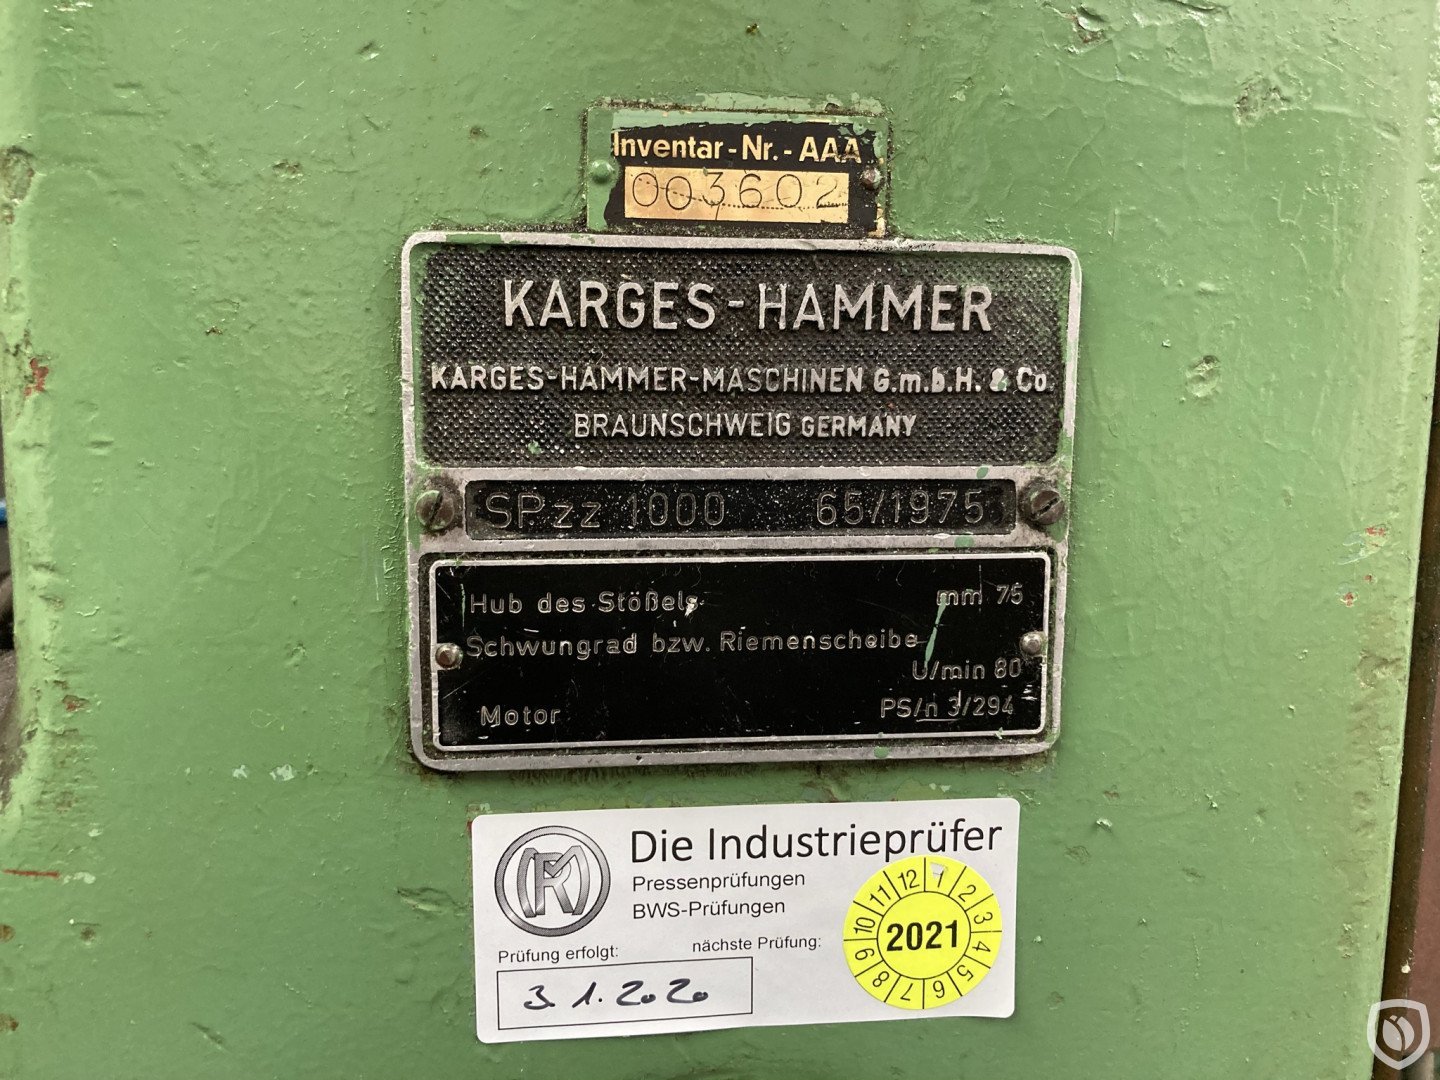 Inventar-Nr.-AAA
003602
KARGES-HAMMER
KARGES-HAMMER-MASCHINEN G.m.b.H. & Co.
BRAUNSCHWEIG GERMANY
SPzz 1000 65/1975
Hub des Stößels mm 75
Schwungrad bzw. Riemenscheibe
U/min 80
Motor PS/n 3/294
Die Industrieprüfer
Pressenprüfungen
BWS-Prüfungen
Prüfung erfolgt: nächste Prüfung:
3.1.2020
1 2 3 4 5 6 7 8 9 10 11 12
2021